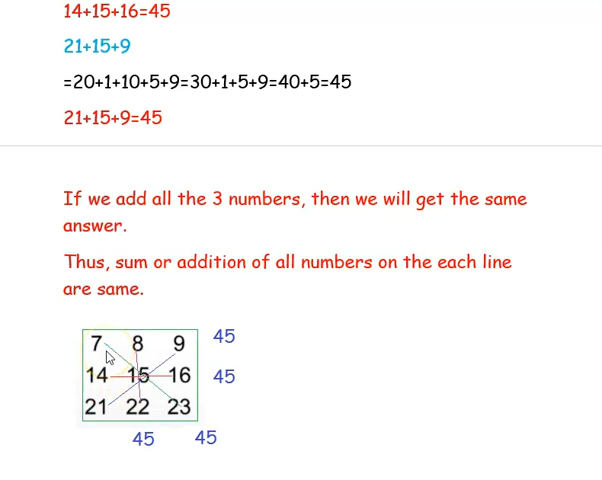 14+15+16=45
21+15+9
=20+1+10+5+9=30+1+5+9=40+5=45
21+15+9=45
If we add all the 3 numbers, then we will get the same
answer.
Thus, sum or addition of all numbers on the each line
are same.
7 8 9 45
14 15 16 45
21 22 23
45 45